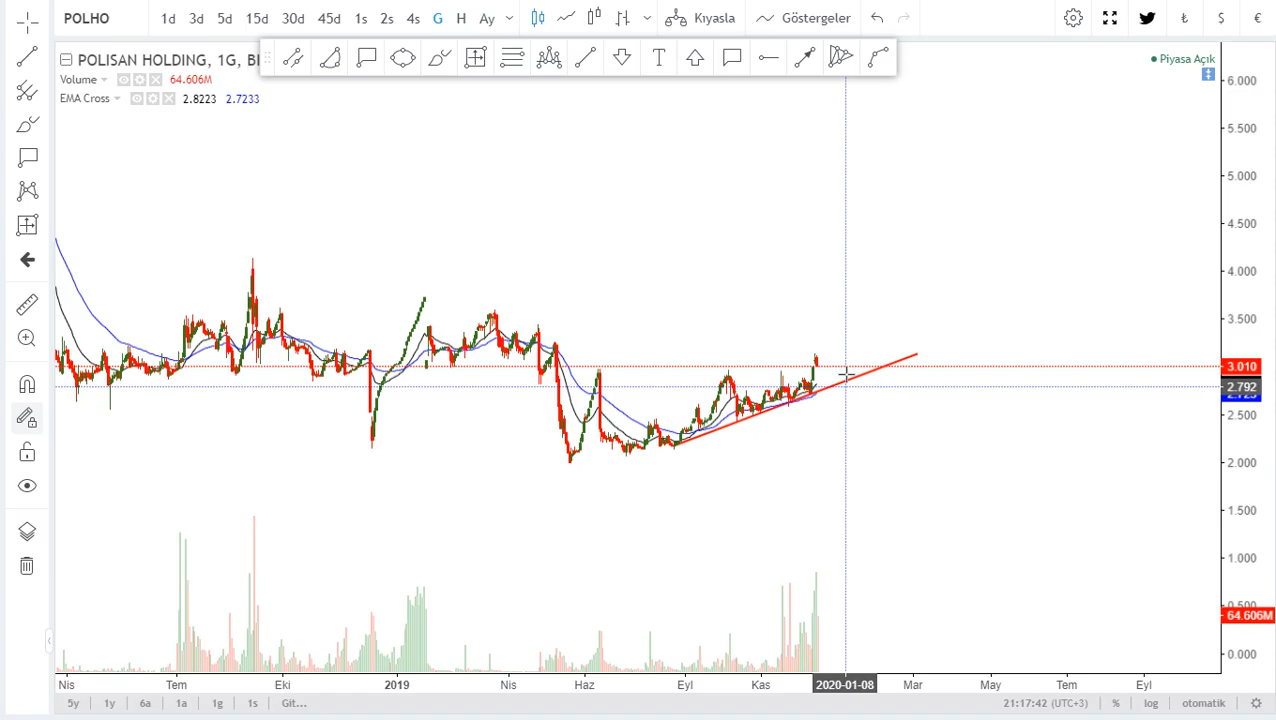 POLHO 1d 3d 5d 15d 30d 45d 1s 2s 4s G H Ay Kıyasla Göstergeler ₺ $ €
POLISAN HOLDING, 1G, BI
Piyasa Açık
Volume 64.606M
EMA Cross 2.8223 2.7233
6.000
5.500
5.000
4.500
4.000
3.500
3.010
2.792
2.500
2.000
1.500
1.000
0.500
64.606M
0.000
Nis Tem Eki 2019 Nis Haz Eyl Kas 2020-01-08 Mar May Tem Eyl
5y 1y 6a 1a 1g 1s Git... 21:17:42 (UTC+3) % log otomatik